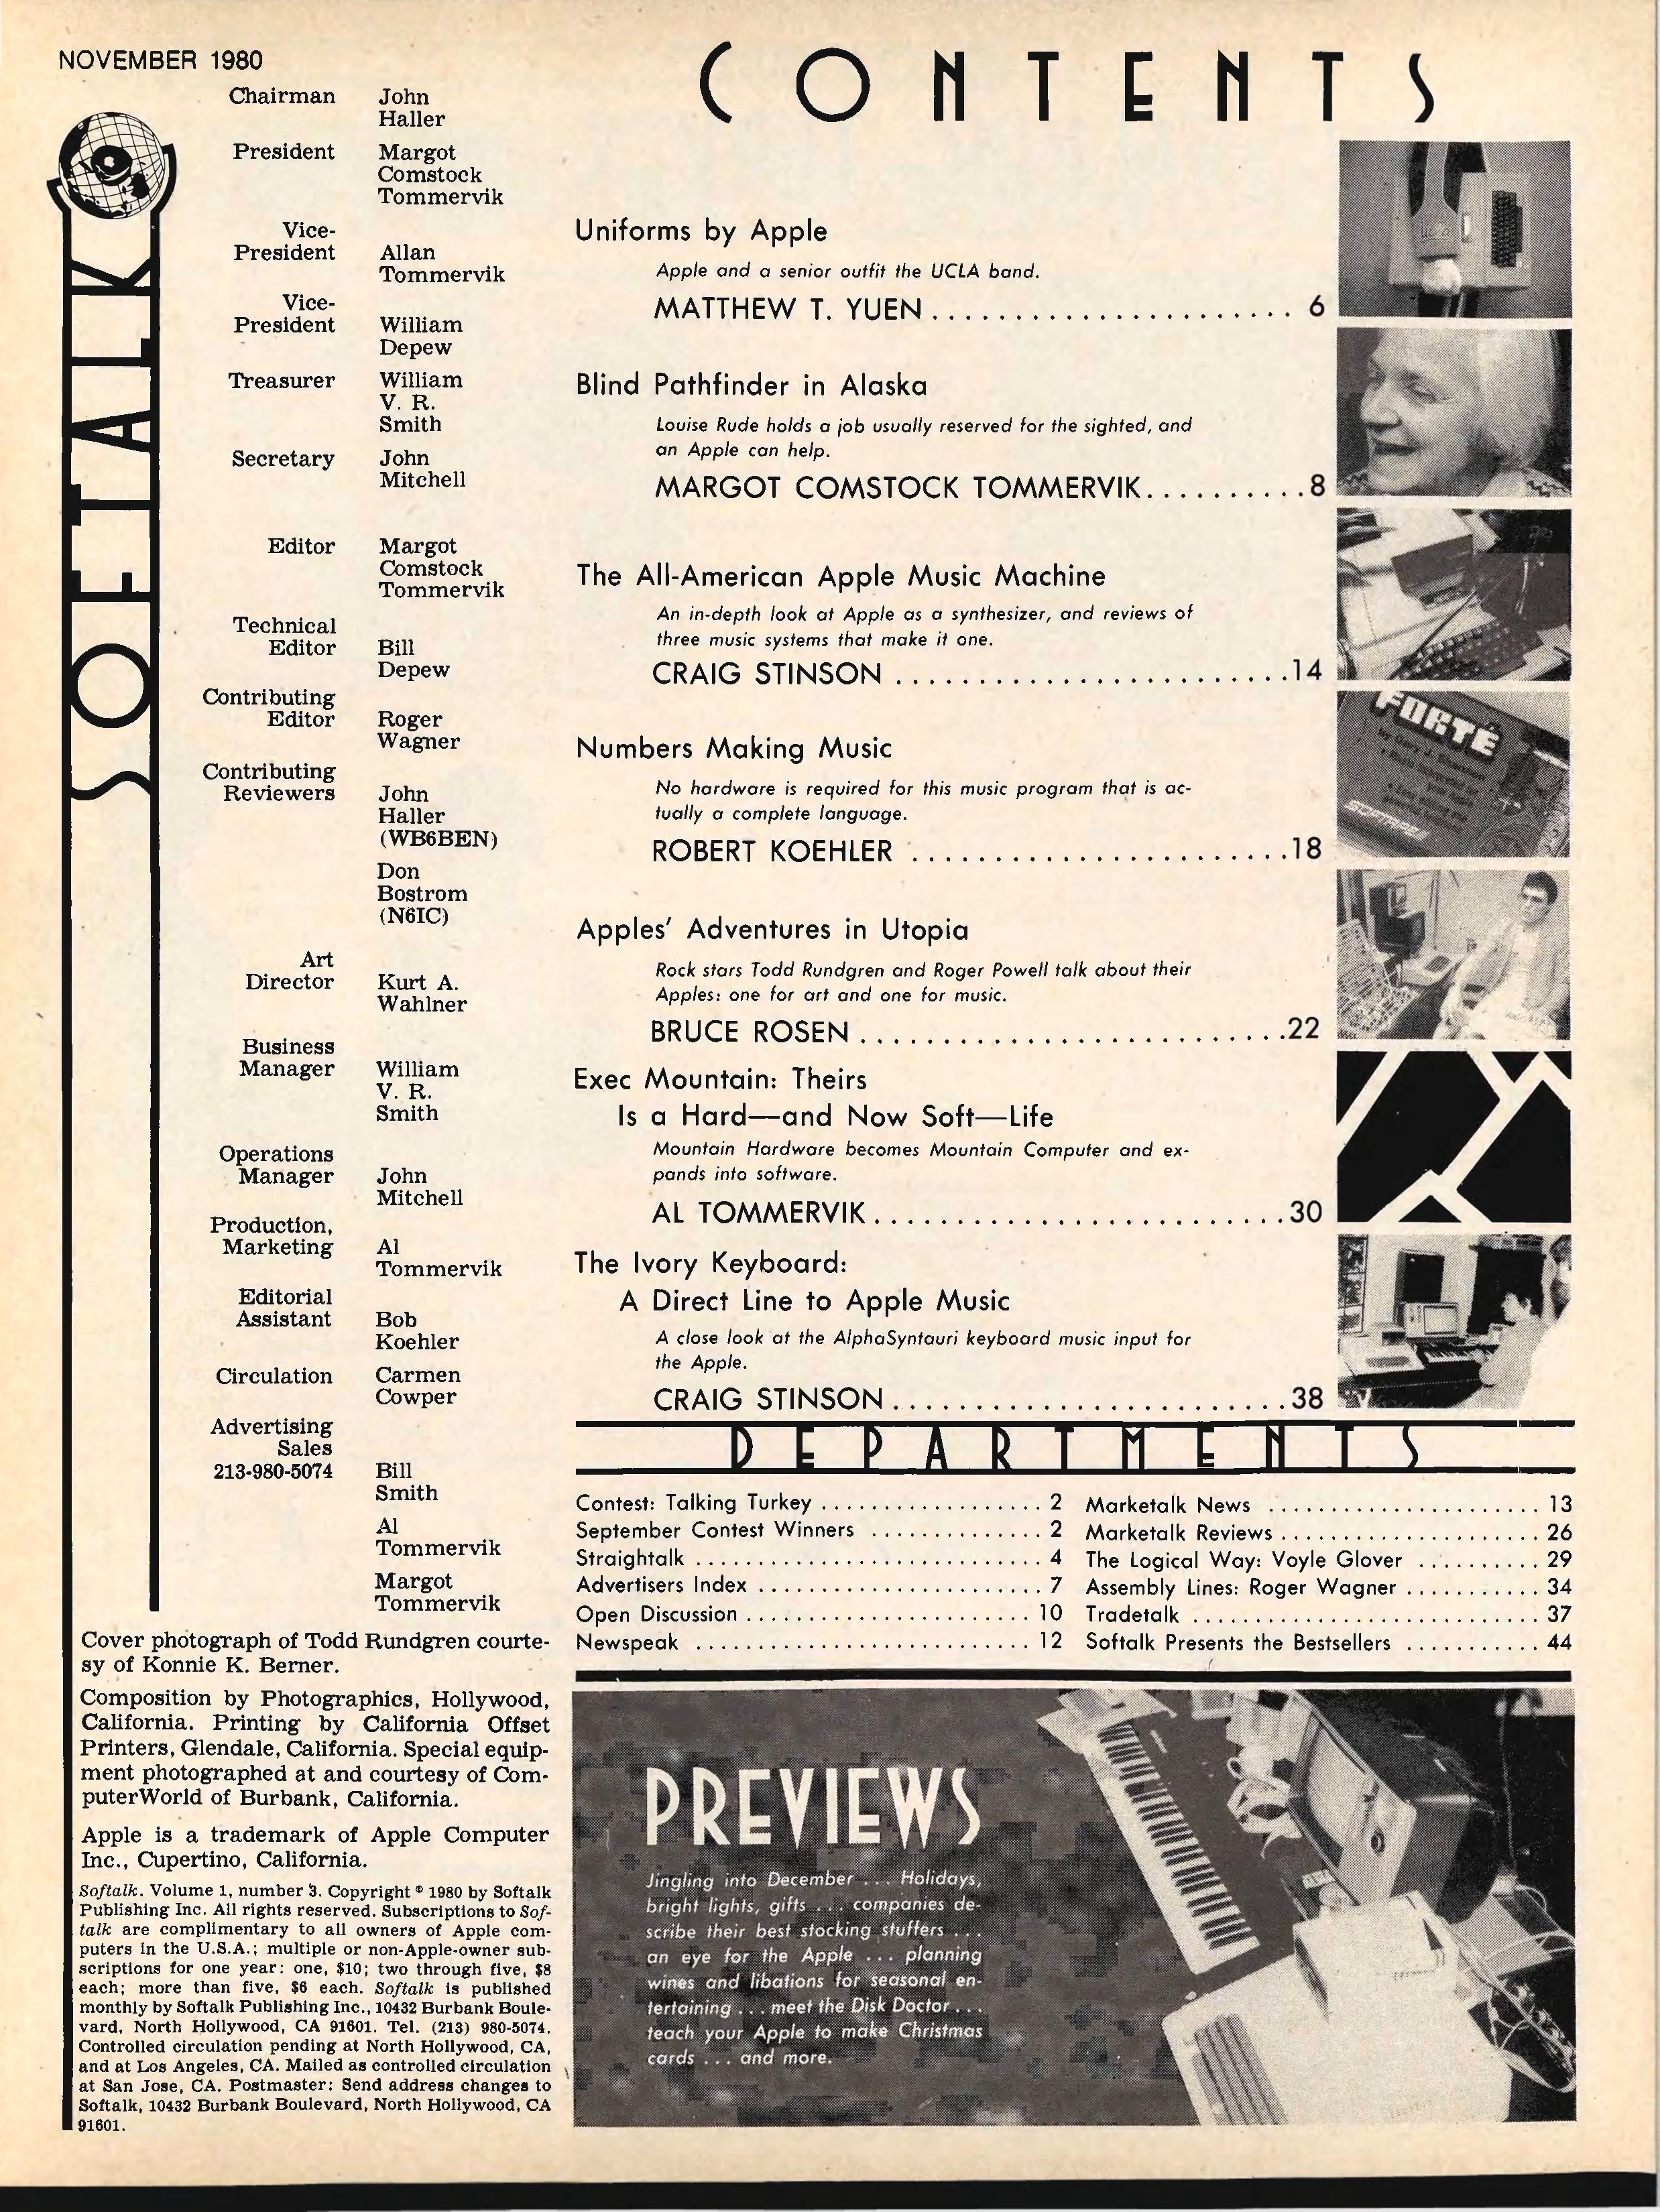 NOVEMBER 1980
SOFTALK
Chairman John
Haller
President Margot
Comstock
Tommervik
Vice-
President Allan
Tommervik
Vice-
President William
Depew
Treasurer William
V. R.
Smith
Secretary John
Mitchell
Editor Margot
Comstock
Tommervik
Technical
Editor Bill
Depew
Contributing
Editor Roger
Wagner
Contributing
Reviewers John
Haller
(WB6BEN)
Don
Bostrom
(N6IC)
Art
Director Kurt A.
Wahlner
Business
Manager William
V. R.
Smith
Operations
Manager John
Mitchell
Production,
Marketing Al
Tommervik
Editorial
Assistant Bob
Koehler
Circulation Carmen
Cowper
Advertising
Sales
213-980-5074 Bill
Smith
Al
Tommervik
Margot
Tommervik
Cover photograph of Todd Rundgren courte-
sy of Konnie K. Berner.
Composition by Photographics, Hollywood,
California. Printing by California Offset
Printers, Glendale, California. Special equip-
ment photographed at and courtesy of Com-
puterWorld of Burbank, California.
Apple is a trademark of Apple Computer
Inc., Cupertino, California.
Softalk. Volume 1, number 3. Copyright © 1980 by Softalk
Publishing Inc. All rights reserved. Subscriptions to Sof-
talk are complimentary to all owners of Apple com-
puters in the U.S.A.; multiple or non-Apple-owner sub-
scriptions for one year: one, $10; two through five, $8
each; more than five, $6 each. Softalk is published
monthly by Softalk Publishing Inc., 10432 Burbank Boule-
vard, North Hollywood, CA 91601. Tel. (213) 980-5074.
Controlled circulation pending at North Hollywood, CA,
and at Los Angeles, CA. Mailed as controlled circulation
at San Jose, CA. Postmaster: Send address changes to
Softalk, 10432 Burbank Boulevard, North Hollywood, CA
91601.
CONTENTS
Uniforms by Apple
Apple and a senior outfit the UCLA band.
MATTHEW T. YUEN ...................... 6
Blind Pathfinder in Alaska
Louise Rude holds a job usually reserved for the sighted, and
an Apple can help.
MARGOT COMSTOCK TOMMERVIK..........8
The All-American Apple Music Machine
An in-depth look at Apple as a synthesizer, and reviews of
three music systems that make it one.
CRAIG STINSON ........................14
Numbers Making Music
No hardware is required for this music program that is ac-
tually a complete language.
ROBERT KOEHLER .......................18
Apples' Adventures in Utopia
Rock stars Todd Rundgren and Roger Powell talk about their
Apples: one for art and one for music.
BRUCE ROSEN ..........................22
Exec Mountain: Theirs
Is a Hard—and Now Soft—Life
Mountain Hardware becomes Mountain Computer and ex-
pands into software.
AL TOMMERVIK.........................30
The Ivory Keyboard:
A Direct Line to Apple Music
A close look at the AlphaSyntauri keyboard music input for
the Apple.
CRAIG STINSON........................38
FORTÉ
DEPARTMENTS
Contest: Talking Turkey .................. 2
September Contest Winners .............. 2
Straightalk ............................. 4
Advertisers Index ....................... 7
Open Discussion ....................... 10
Newspeak ........................... 12
Marketalk News ...................... 13
Marketalk Reviews ..................... 26
The Logical Way: Voyle Glover .......... 29
Assembly Lines: Roger Wagner ........... 34
Tradetalk ............................ 37
Softalk Presents the Bestsellers ........... 44
PREVIEWS
Jingling into December ... Holidays,
bright lights, gifts ... companies de-
scribe their best stocking stuffers ...
an eye for the Apple ... planning
wines and libations for seasonal en-
tertaining ... meet the Disk Doctor ...
teach your Apple to make Christmas
cards ... and more.